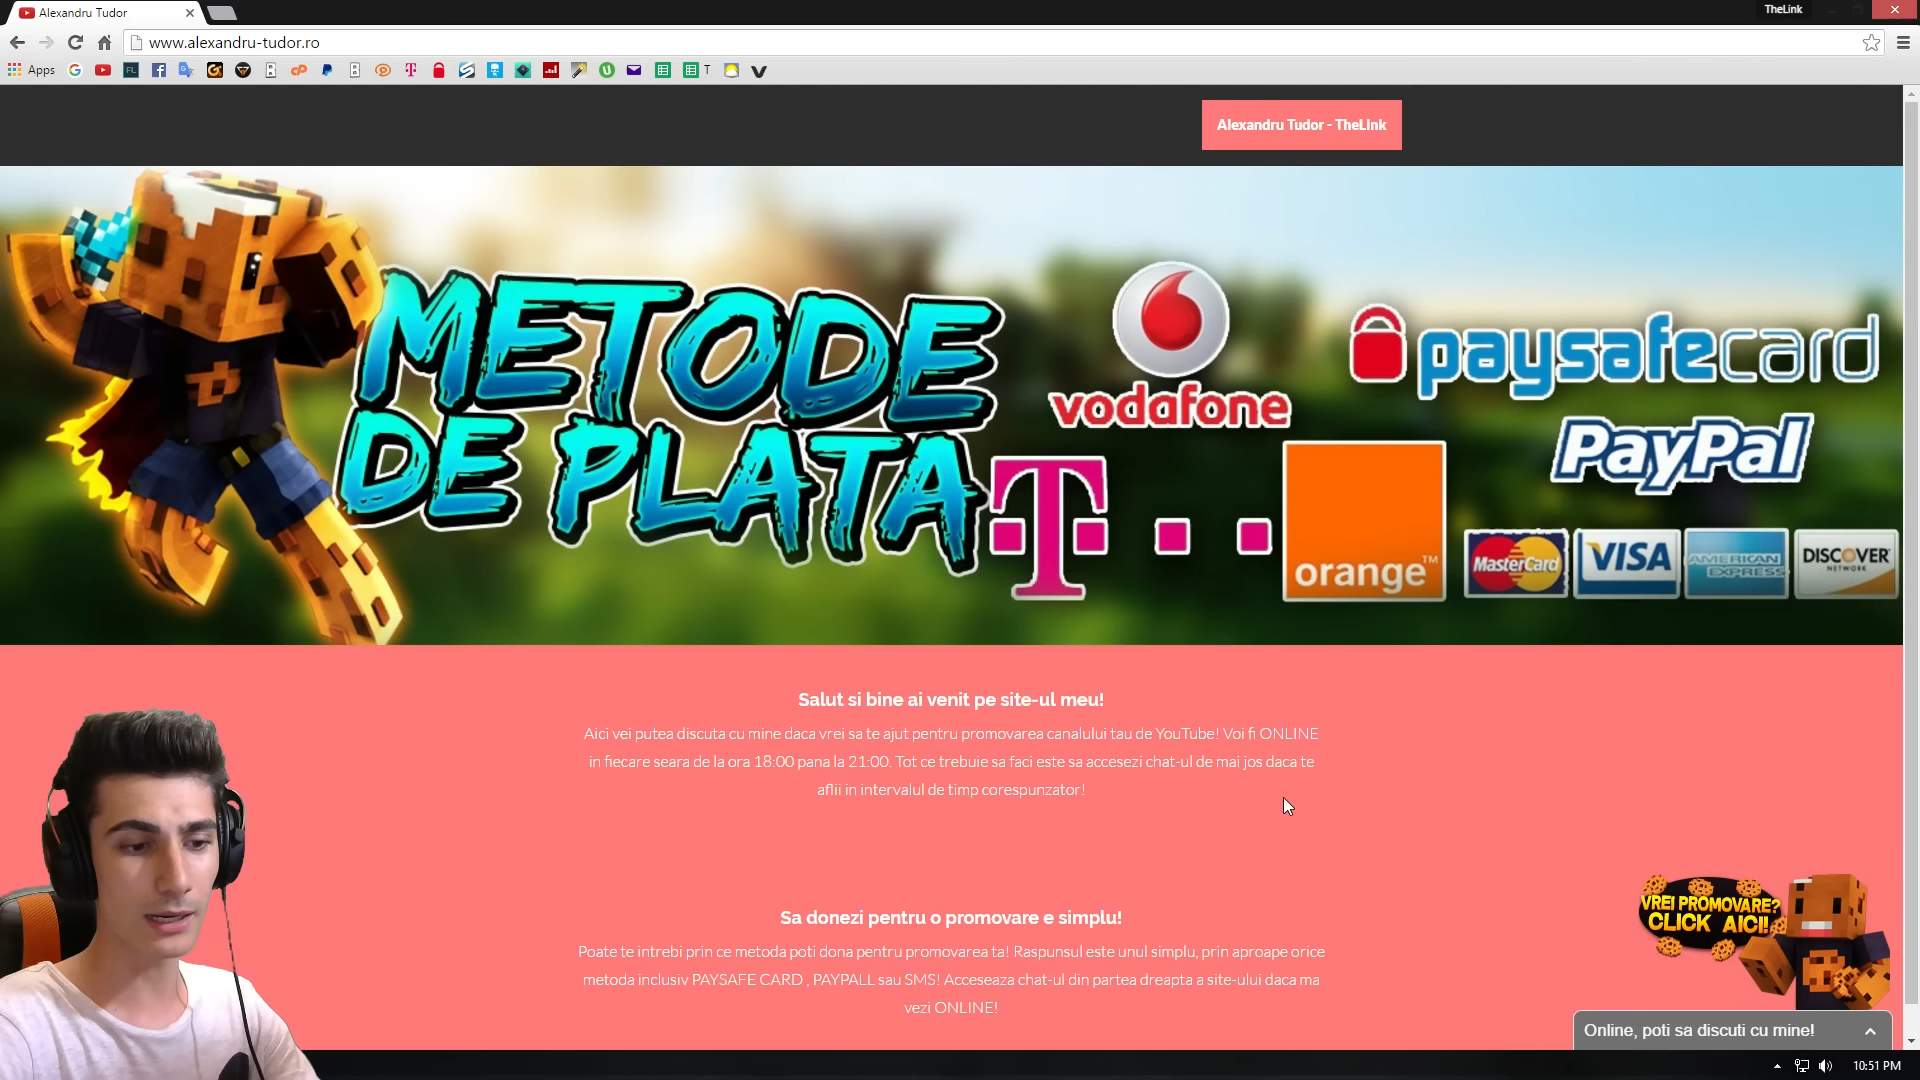 Alexandru Tudor
TheLink
www.alexandru-tudor.ro
Apps
T
Alexandru Tudor - TheLInk
METODE
DE PLATA
vodafone
paysafecard
PayPal
T
orange™
MasterCard
VISA
AMERICAN EXPRESS
DISCOVER
NETWORK
Salut si bine ai venit pe site-ul meu!
Aici vei putea discuta cu mine daca vrei sa te ajut pentru promovarea canalului tau de YouTube! Voi fi ONLINE
in fiecare seara de la ora 18:00 pana la 21:00. Tot ce trebuie sa faci este sa accesezi chat-ul de mai jos daca te
aflii in intervalul de timp corespunzator!
Sa donezi pentru o promovare e simplu!
Poate te intrebi prin ce metoda poti dona pentru promovarea ta! Raspunsul este unul simplu, prin aproape orice
metoda inclusiv PAYSAFE CARD , PAYPALL sau SMS! Acceseaza chat-ul din partea dreapta a site-ului daca ma
vezi ONLINE!
VREI PROMOVARE?
CLICK AICI!
Online, poti sa discuti cu mine!
10:51 PM